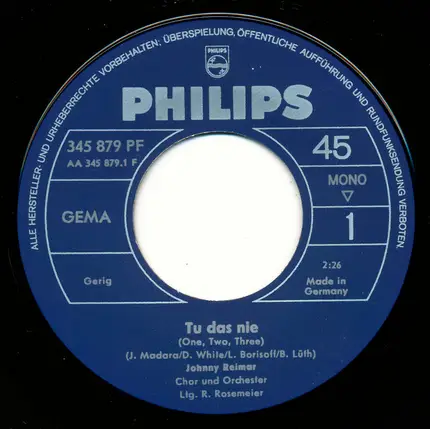 ALLE HERSTELLER- UND URHEBERRECHTE VORBEHALTEN; ÜBERSPIELUNG, ÖFFENTLICHE AUFFÜHRUNG UND RUNDFUNKSENDUNG VERBOTEN.
PHILIPS
PHILIPS
345 879 PF
AA 345 879.1 F
45
MONO
GEMA
1
Gerig
2:26
Made in
Germany
Tu das nie
(One, Two, Three)
(J. Madara/D. White/L. Borisoff/B. Lüth)
Johnny Reimar
Chor und Orchester
Ltg. R. Rosemeier